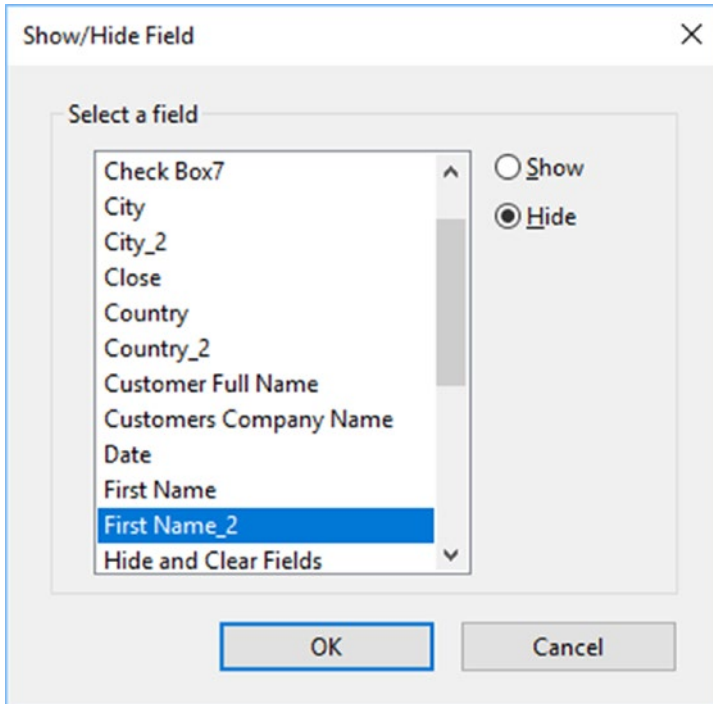 Show/Hide Field
Select a field
Check Box7
City
City_2
Close
Country
Country_2
Customer Full Name
Customers Company Name
Date
First Name
First Name_2
Hide and Clear Fields
Show
Hide
OK
Cancel